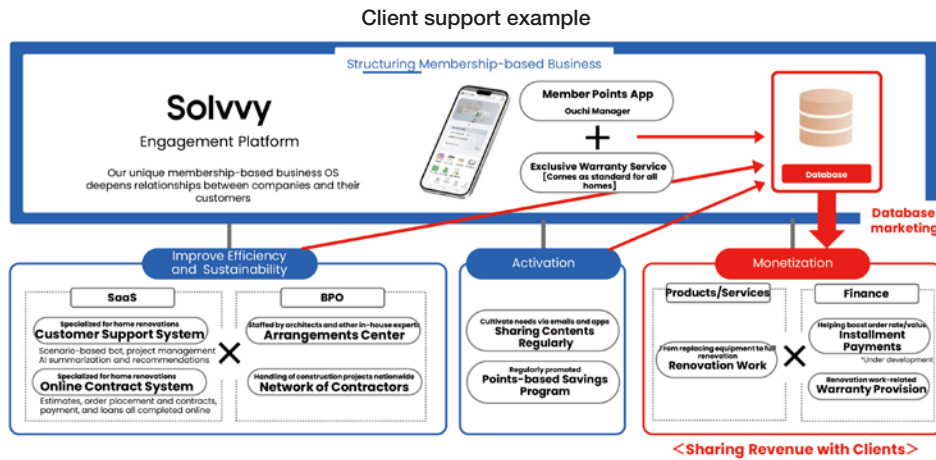 Client support example
Structuring Membership-based Business
Solvvy
Engagement Platform
Our unique membership-based business OS
deepens relationships between companies and their
customers
Member Points App
Ouchi Manager
+
Exclusive Warranty Service
[Comes as standard for all
homes]
Database
Database
marketing
Improve Efficiency
and Sustainability
SaaS
Specialized for home renovations
Customer Support System
Scenario-based bot, project management
AI summarization and recommendations
Specialized for home renovations
Online Contract System
Estimates, order placement and contracts,
payment, and loans all completed online
×
BPO
Staffed by architects and other in-house experts
Arrangements Center
Handling of construction projects nationwide
Network of Contractors
Activation
Cultivate needs via emails and apps
Sharing Contents
Regularly
Regularly promoted
Points-based Savings
Program
Monetization
Products/Services
From replacing equipment to full
renovation
Renovation Work
×
Finance
Helping boost order rate/value
Installment
Payments
*Under development
Renovation work-related
Warranty Provision
<Sharing Revenue with Clients>